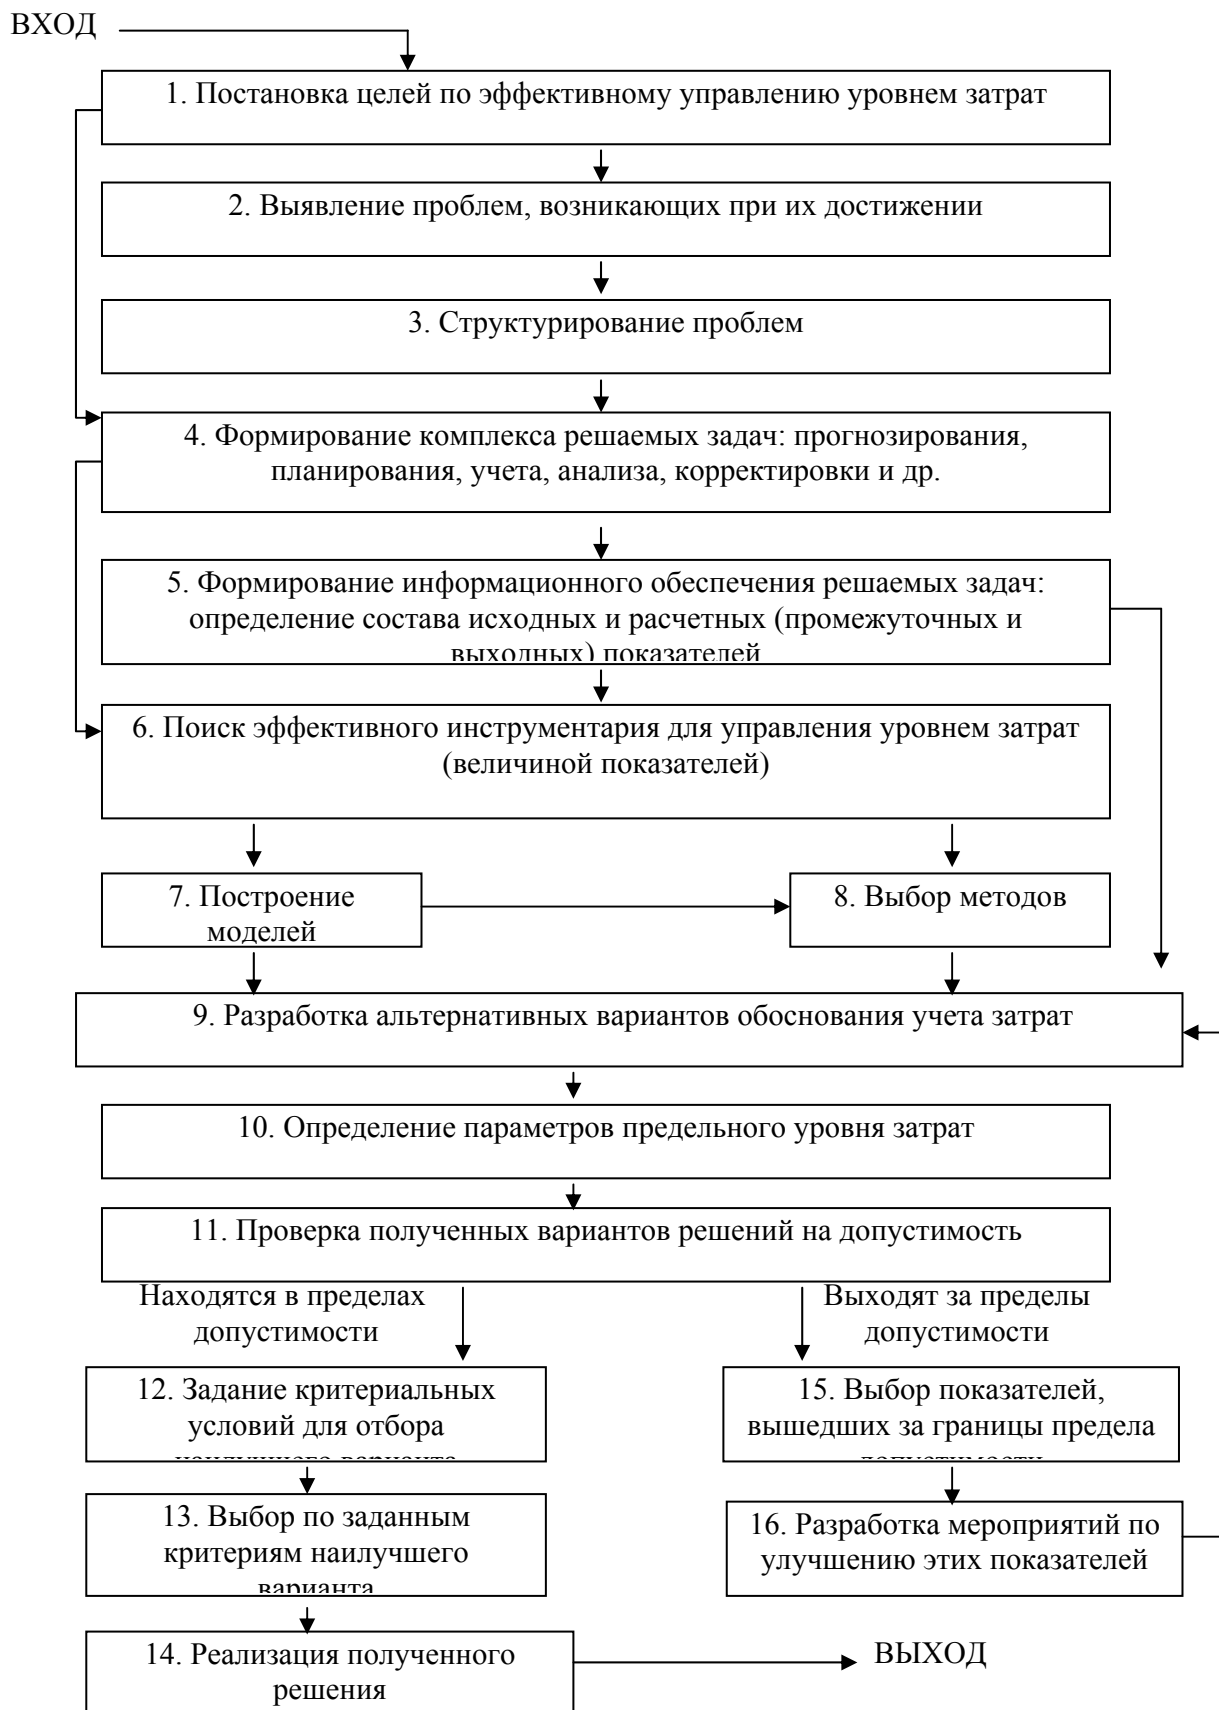 ВХОД
1. Постановка целей по эффективному управлению уровнем затрат
2. Выявление проблем, возникающих при их достижении
3. Структурирование проблем
4. Формирование комплекса решаемых задач: прогнозирования,
планирования, учета, анализа, корректировки и др.
5. Формирование информационного обеспечения решаемых задач:
определение состава исходных и расчетных (промежуточных и
выходных) показателей
6. Поиск эффективного инструментария для управления уровнем затрат
(величиной показателей)
7. Построение
моделей
8. Выбор методов
9. Разработка альтернативных вариантов обоснования учета затрат
10. Определение параметров предельного уровня затрат
11. Проверка полученных вариантов решений на допустимость
Находятся в пределах
допустимости
Выходят за пределы
допустимости
12. Задание критериальных
условий для отбора
наилучшего варианта
15. Выбор показателей,
вышедших за границы предела
допустимости
13. Выбор по заданным
критериям наилучшего
варианта
16. Разработка мероприятий по
улучшению этих показателей
14. Реализация полученного
решения
ВЫХОД